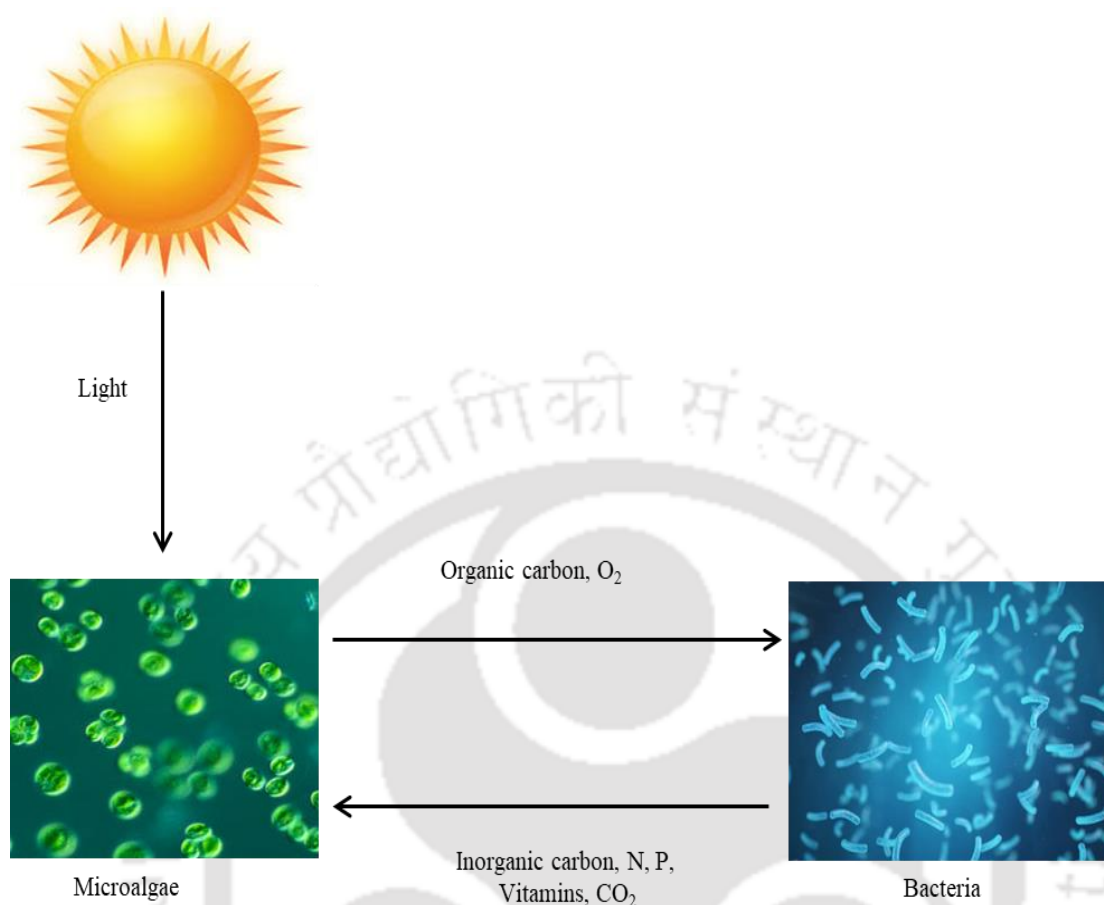 Light
प्रौद्योगिकी संस्थान
Organic carbon, O₂
Inorganic carbon, N, P,
Vitamins, CO₂
Microalgae
Bacteria